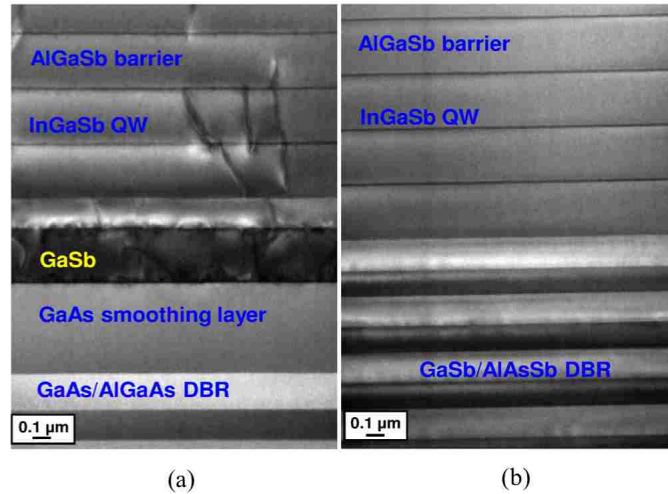 AlGaSb barrier
InGaSb QW
GaSb
GaAs smoothing layer
GaAs/AlGaAs DBR
0.1 µm
(a)
AlGaSb barrier
InGaSb QW
GaSb/AlAsSb DBR
0.1 µm
(b)